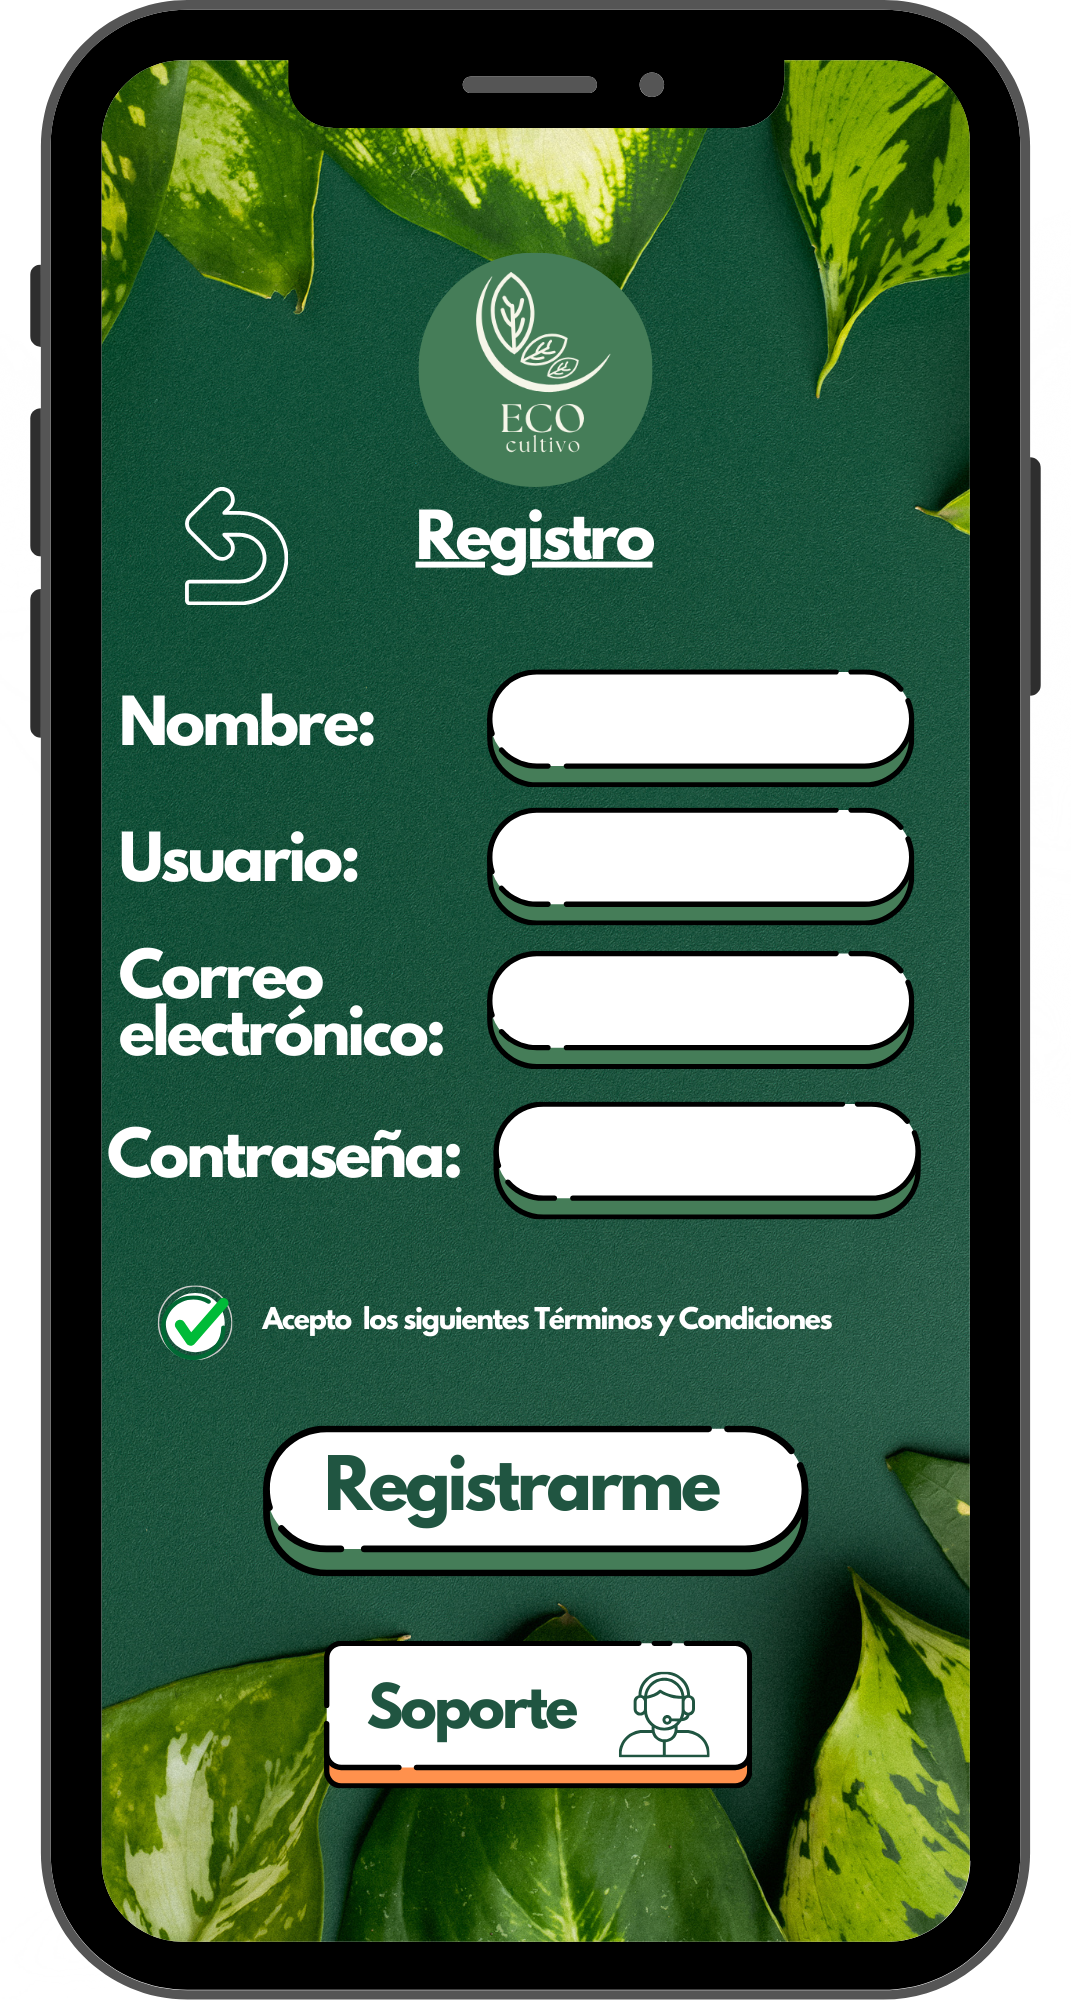 ECO
cultivo
Registro
Nombre:
Usuario:
Correo
electrónico:
Contraseña:
Acepto los siguientes Términos y Condiciones
Registrarme
Soporte